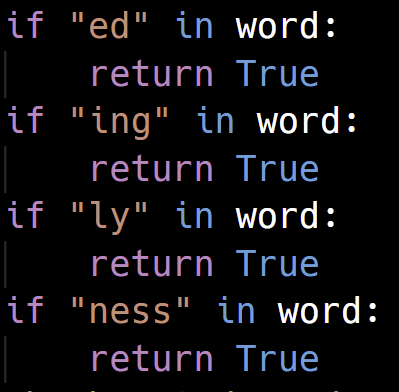 if "ed" in word:
    return True
if "ing" in word:
    return True
if "ly" in word:
    return True
if "ness" in word:
    return True